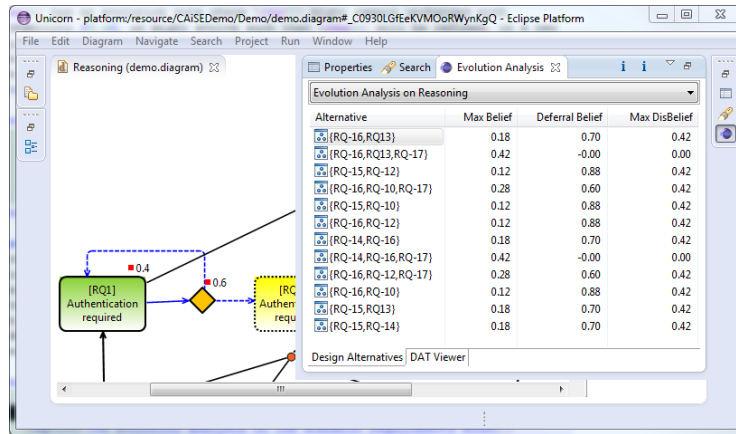 Unicorn - platform:/resource/CAiSEDemo/Demo/demo.diagram#_C0930LGfEeKVMOoRWynKgQ - Eclipse Platform
File Edit Diagram Navigate Search Project Run Window Help
Reasoning (demo.diagram)
Properties Search Evolution Analysis
Evolution Analysis on Reasoning
Alternative Max Belief Deferral Belief Max DisBelief
{RQ-16,RQ13} 0.18 0.70 0.42
{RQ-16,RQ13,RQ-17} 0.42 -0.00 0.00
{RQ-15,RQ-12} 0.12 0.88 0.42
{RQ-16,RQ-10,RQ-17} 0.28 0.60 0.42
{RQ-15,RQ-10} 0.12 0.88 0.42
{RQ-16,RQ-12} 0.12 0.88 0.42
{RQ-14,RQ-16} 0.18 0.70 0.42
{RQ-14,RQ-16,RQ-17} 0.42 -0.00 0.00
{RQ-16,RQ-12,RQ-17} 0.28 0.60 0.42
{RQ-16,RQ-10} 0.12 0.88 0.42
{RQ-15,RQ13} 0.18 0.70 0.42
{RQ-15,RQ-14} 0.18 0.70 0.42
Design Alternatives DAT Viewer
0.4
0.6
[RQ1]
Authentication
required
[RQ
Authen
requ